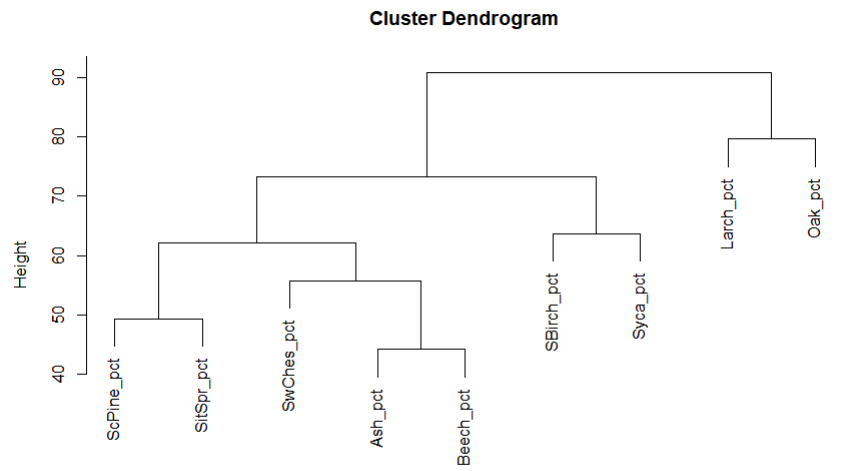 Cluster Dendrogram
Height
90
80
70
60
50
40
ScPine_pct
SitSpr_pct
SwChes_pct
Ash_pct
Beech_pct
SBirch_pct
Syca_pct
Larch_pct
Oak_pct